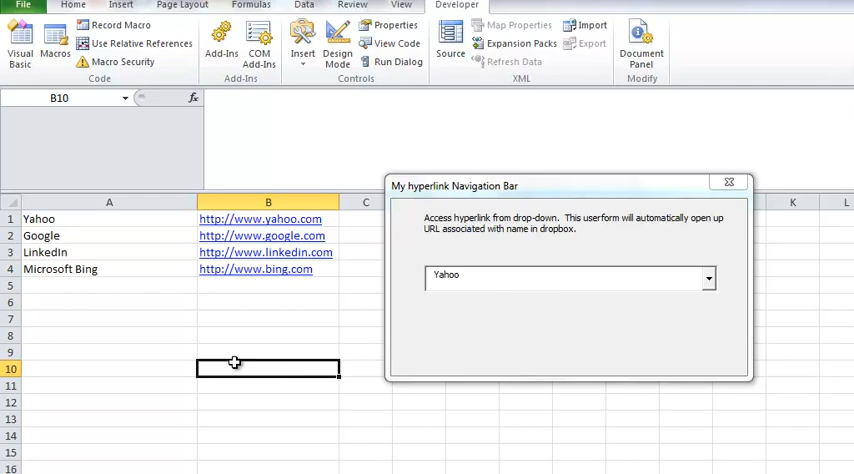 File Home Insert Page Layout Formulas Data Review View Developer
Visual Basic
Macros
Record Macro
Use Relative References
Macro Security
Code
Add-Ins
COM Add-Ins
Add-Ins
Insert
Design Mode
Properties
View Code
Run Dialog
Controls
Source
Map Properties
Expansion Packs
Refresh Data
Import
Export
XML
Document Panel
Modify
B10
fx
A B C K L
1 Yahoo http://www.yahoo.com
2 Google http://www.google.com
3 LinkedIn http://www.linkedin.com
4 Microsoft Bing http://www.bing.com
5
6
7
8
9
10
11
12
13
14
15
16
My hyperlink Navigation Bar
Access hyperlink from drop-down. This userform will automatically open up
URL associated with name in dropbox.
Yahoo